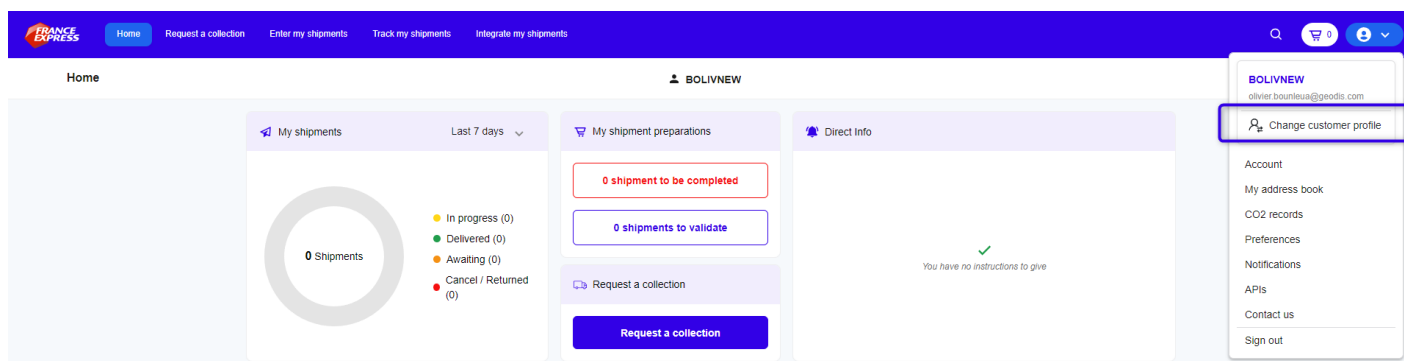 FRANCE
EXPRESS
Home
Request a collection
Enter my shipments
Track my shipments
Integrate my shipments
0
Home
BOLIVNEW
BOLIVNEW
olivier.bounleua@geodis.com
Change customer profile
Account
My address book
CO2 records
Preferences
Notifications
APIs
Contact us
Sign out
My shipments
Last 7 days
0 Shipments
In progress (0)
Delivered (0)
Awaiting (0)
Cancel / Returned
(0)
My shipment preparations
0 shipment to be completed
0 shipments to validate
Request a collection
Request a collection
Direct Info
You have no instructions to give